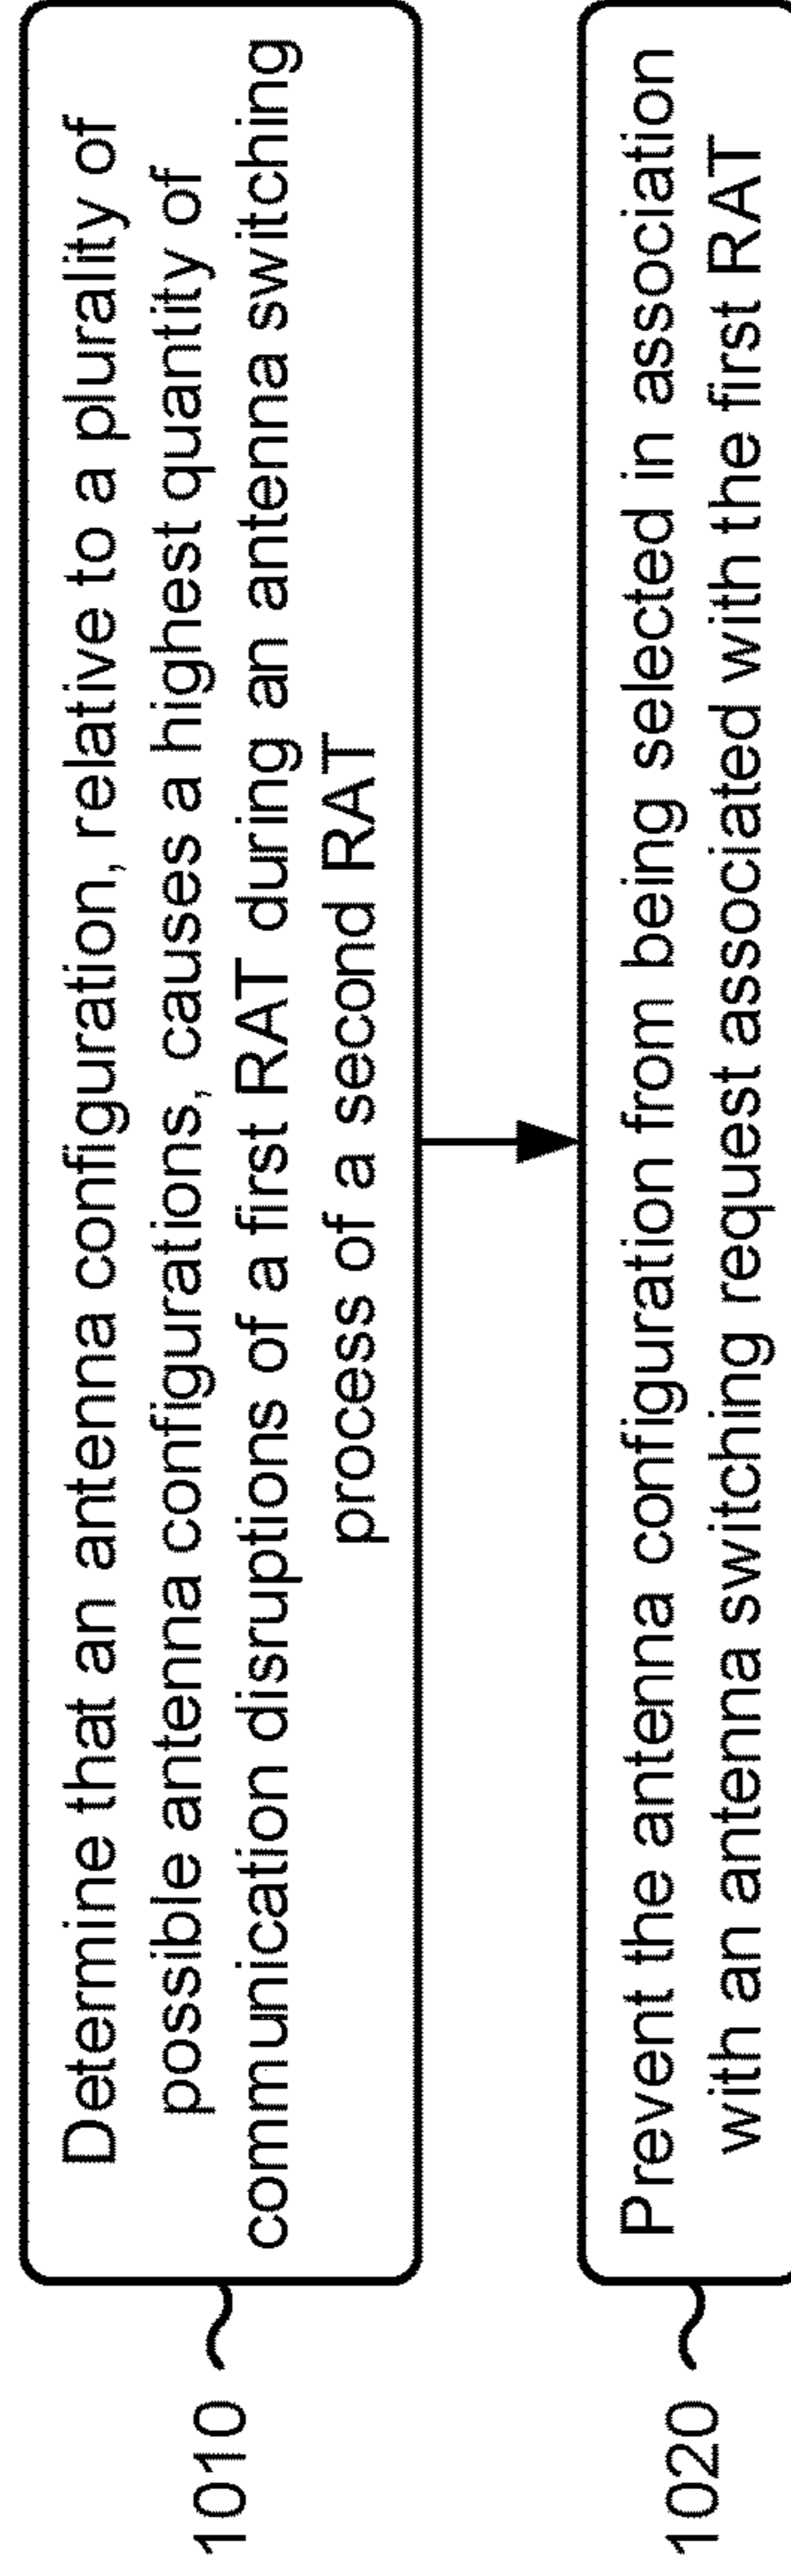 1010
Determine that an antenna configuration, relative to a plurality of
possible antenna configurations, causes a highest quantity of
communication disruptions of a first RAT during an antenna switching
process of a second RAT
1020
Prevent the antenna configuration from being selected in association
with an antenna switching request associated with the first RAT